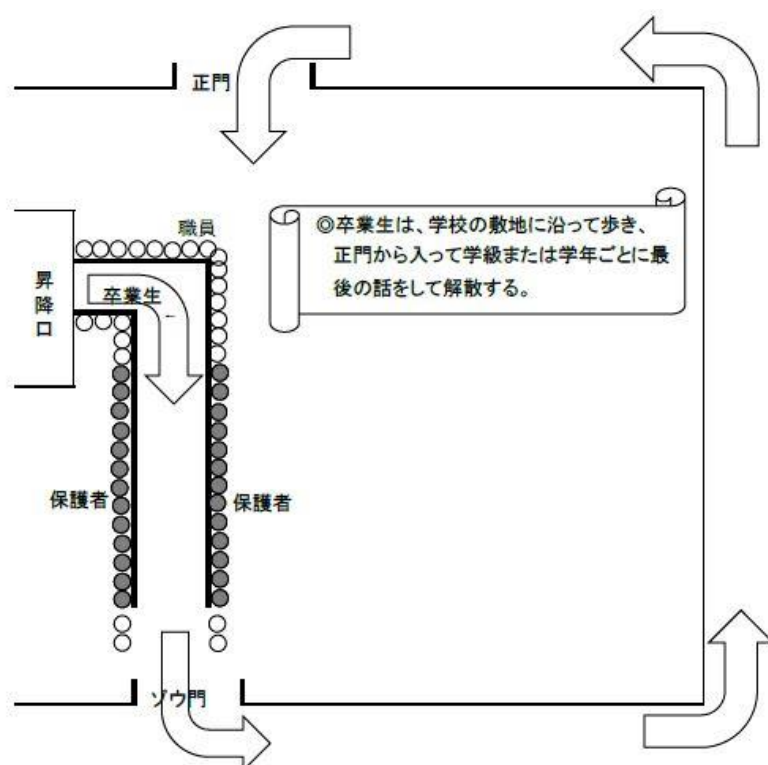 正門
職員
◎卒業生は、学校の敷地に沿って歩き、
正門から入って学級または学年ごとに最
後の話をして解散する。
昇降口
卒業生
保護者
保護者
ゾウ門